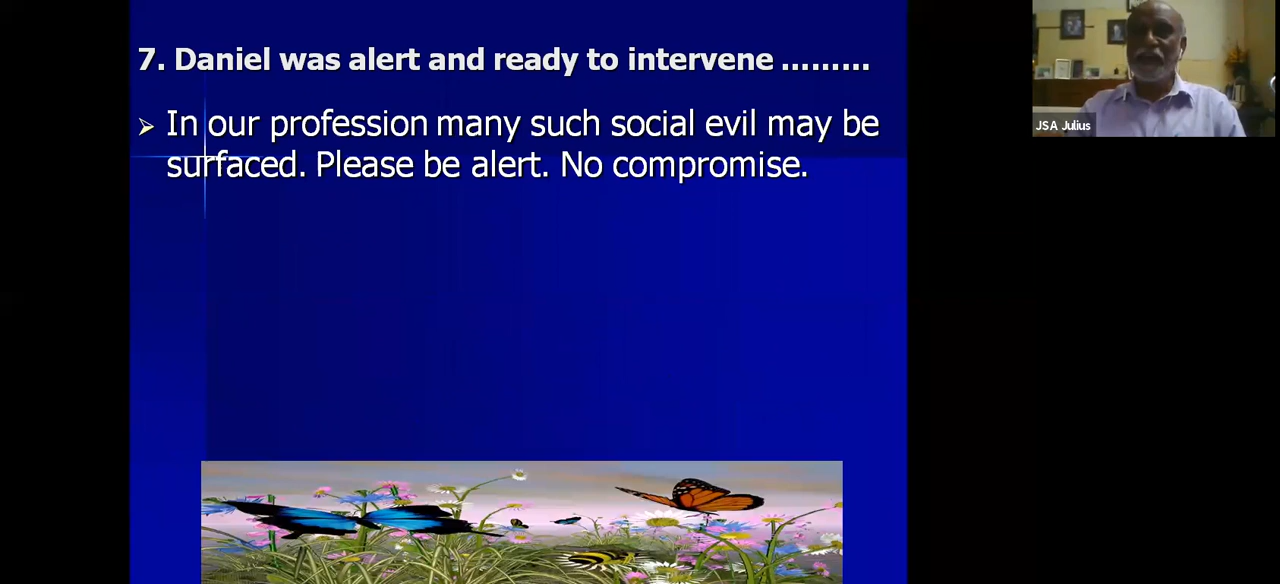 7. Daniel was alert and ready to intervene .........
➢ In our profession many such social evil may be
surfaced. Please be alert. No compromise.
JSA Julius